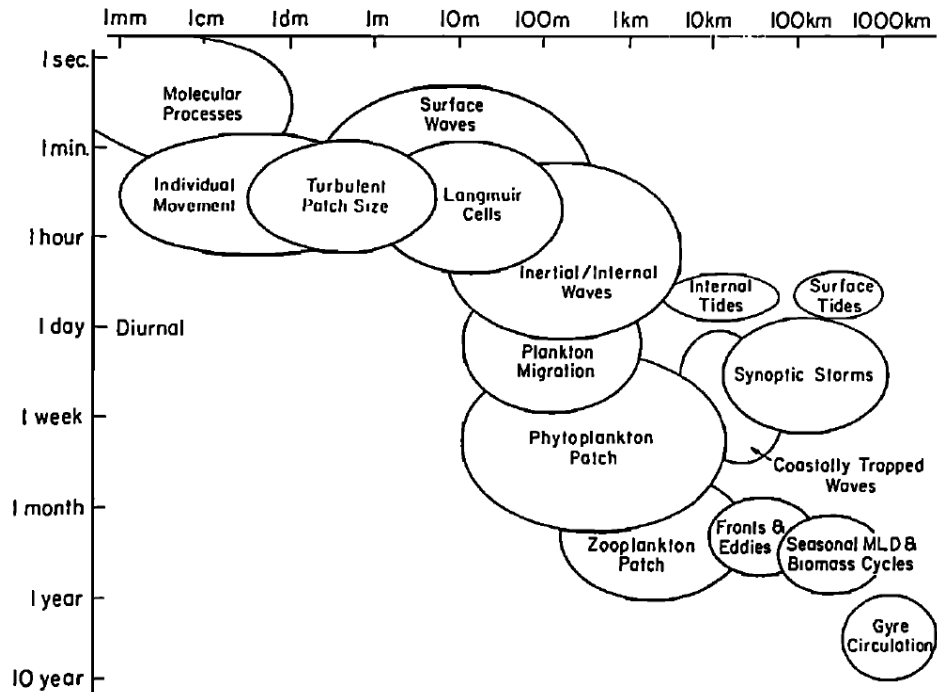 1mm 1cm 1dm 1m 10m 100m 1km 10km 100km 1000km
1 sec.
Molecular
Processes
Surface
Waves
1 min.
Individual
Movement
Turbulent
Patch Size
Langmuir
Cells
1 hour
Inertial/Internal
Waves
Internal
Tides
Surface
Tides
1 day
Diurnal
Plankton
Migration
Synoptic Storms
1 week
Phytoplankton
Patch
Coastolly Trapped
Waves
1 month
Zooplankton
Patch
Fronts &
Eddies
Seasonal MLD &
Biomass Cycles
1 year
Gyre
Circulation
10 year